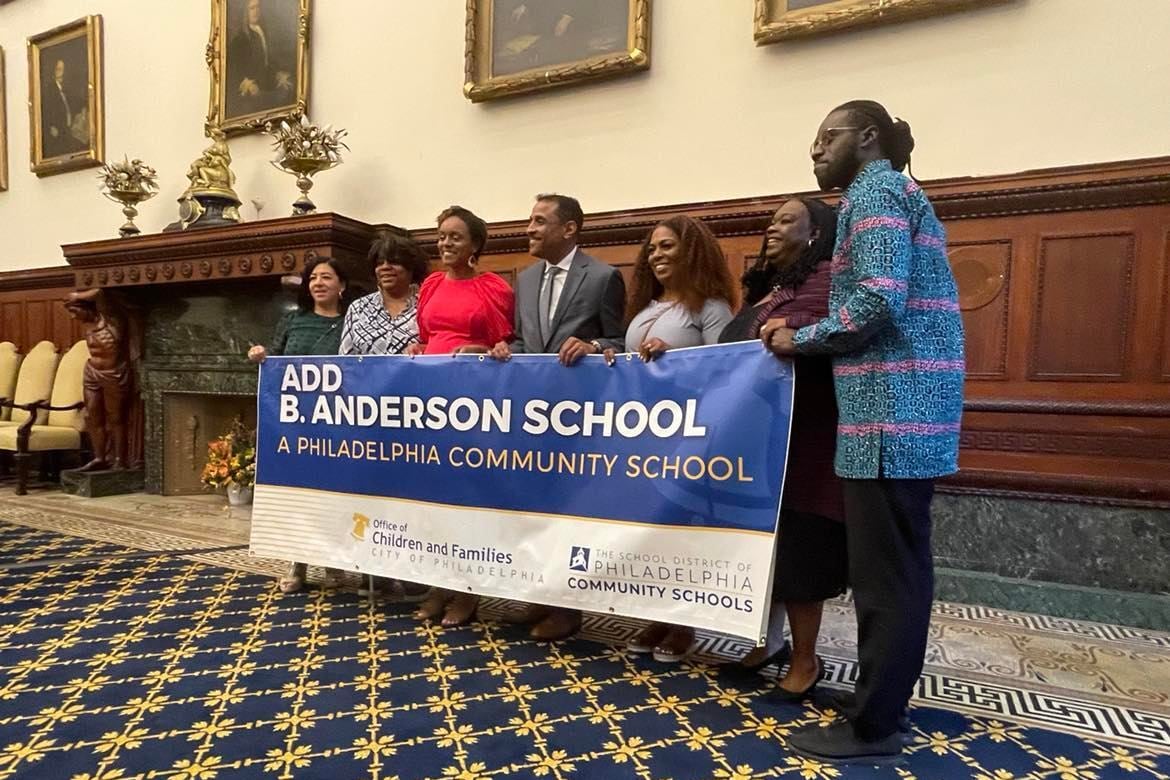 ADD
B. ANDERSON SCHOOL
A PHILADELPHIA COMMUNITY SCHOOL
Office of
Children and Families
CITY OF PHILADELPHIA
THE SCHOOL DISTRICT OF
PHILADELPHIA
COMMUNITY SCHOOLS